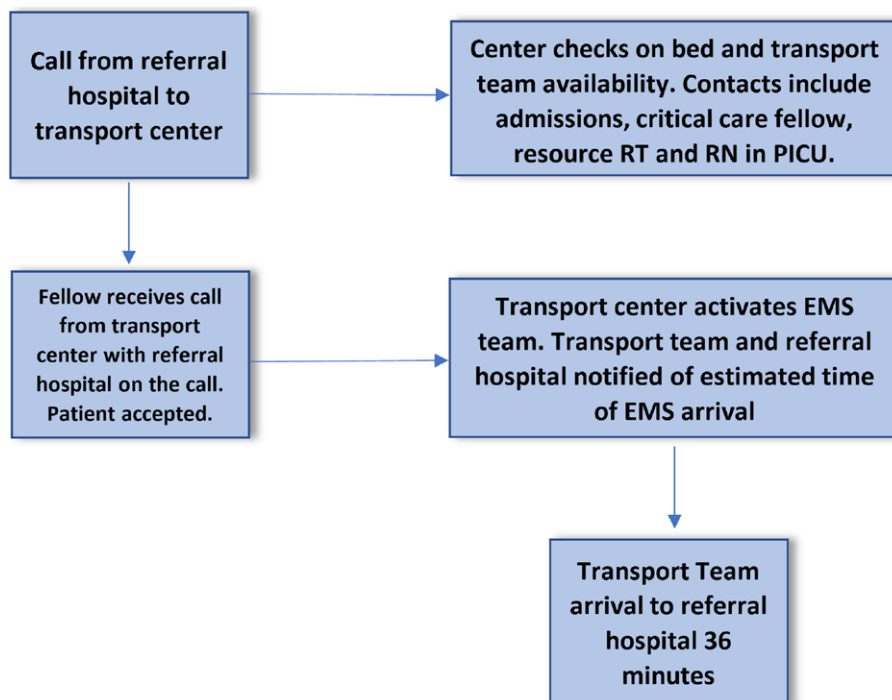 Call from referral
hospital to
transport center
Center checks on bed and transport
team availability. Contacts include
admissions, critical care fellow,
resource RT and RN in PICU.
Fellow receives call
from transport
center with referral
hospital on the call.
Patient accepted.
Transport center activates EMS
team. Transport team and referral
hospital notified of estimated time
of EMS arrival
Transport Team
arrival to referral
hospital 36
minutes